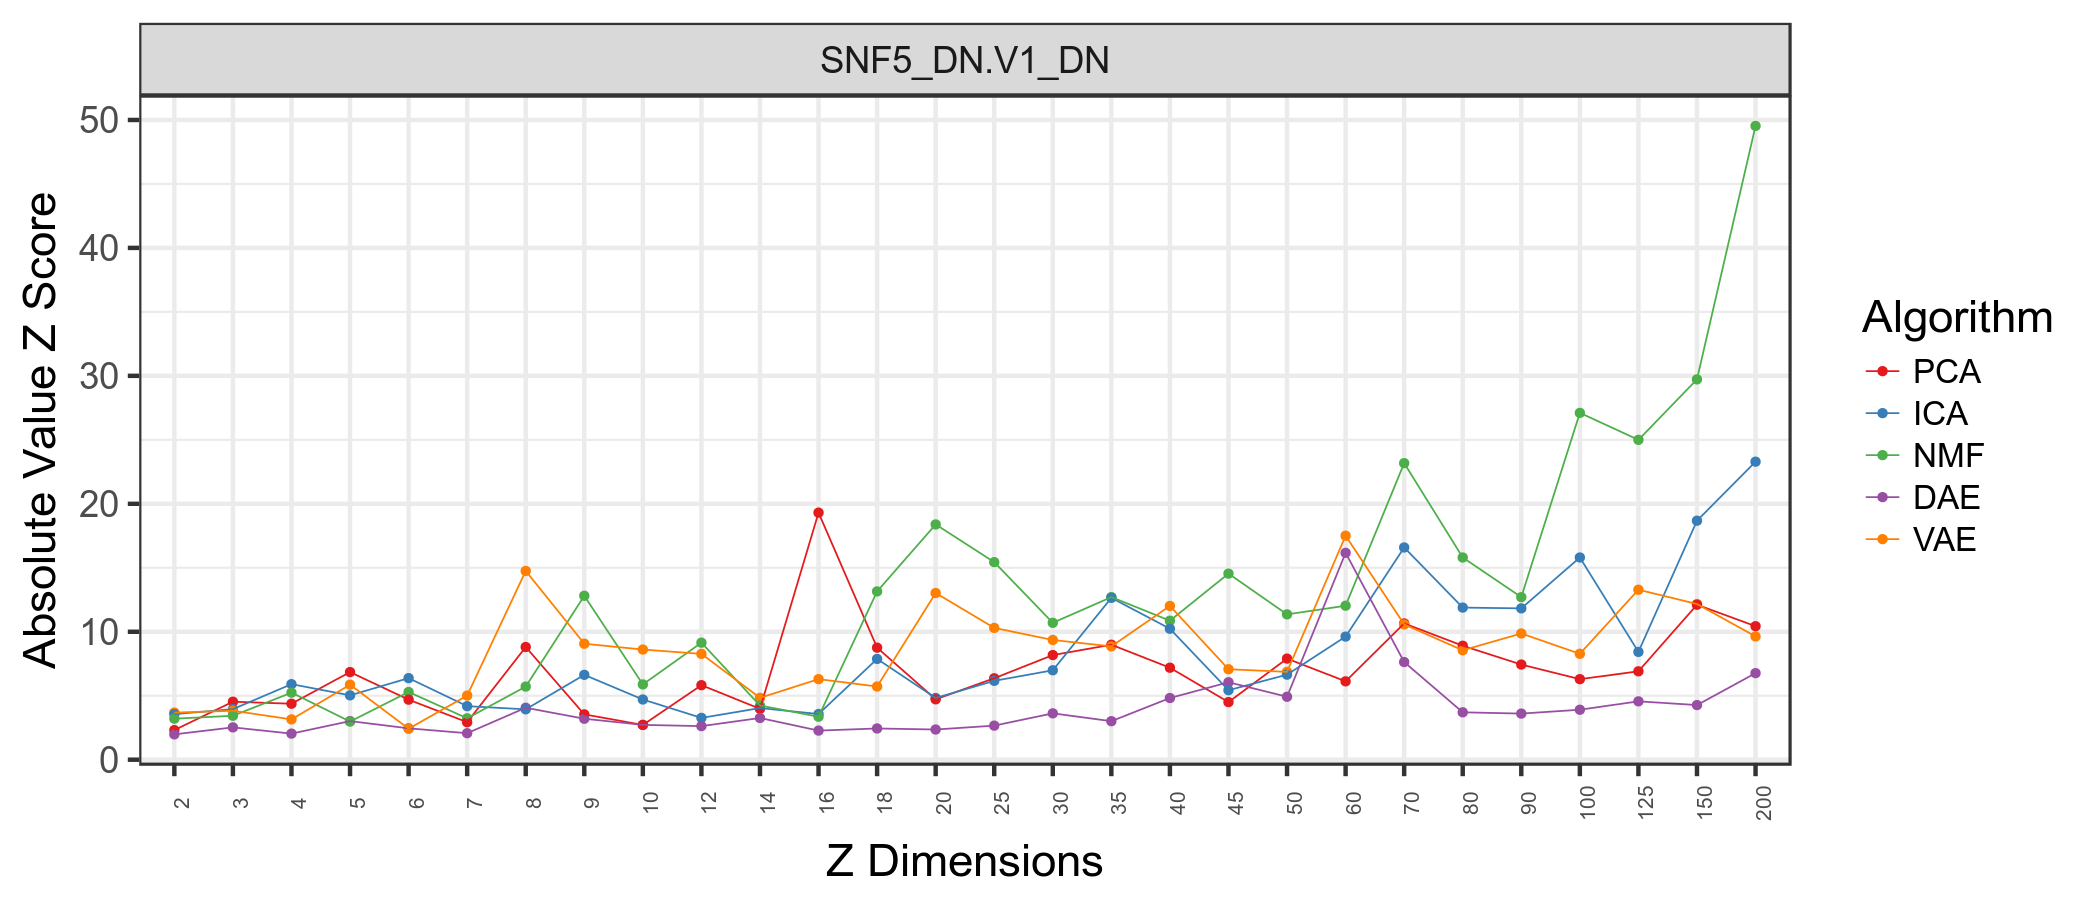 SNF5_DN.V1_DN
50
40
30
20
10
0
Absolute Value Z Score
2 3 4 5 6 7 8 9 10 12 14 16 18 20 25 30 35 40 45 50 60 70 80 90 100 125 150 200
Z Dimensions
Algorithm
PCA
ICA
NMF
DAE
VAE